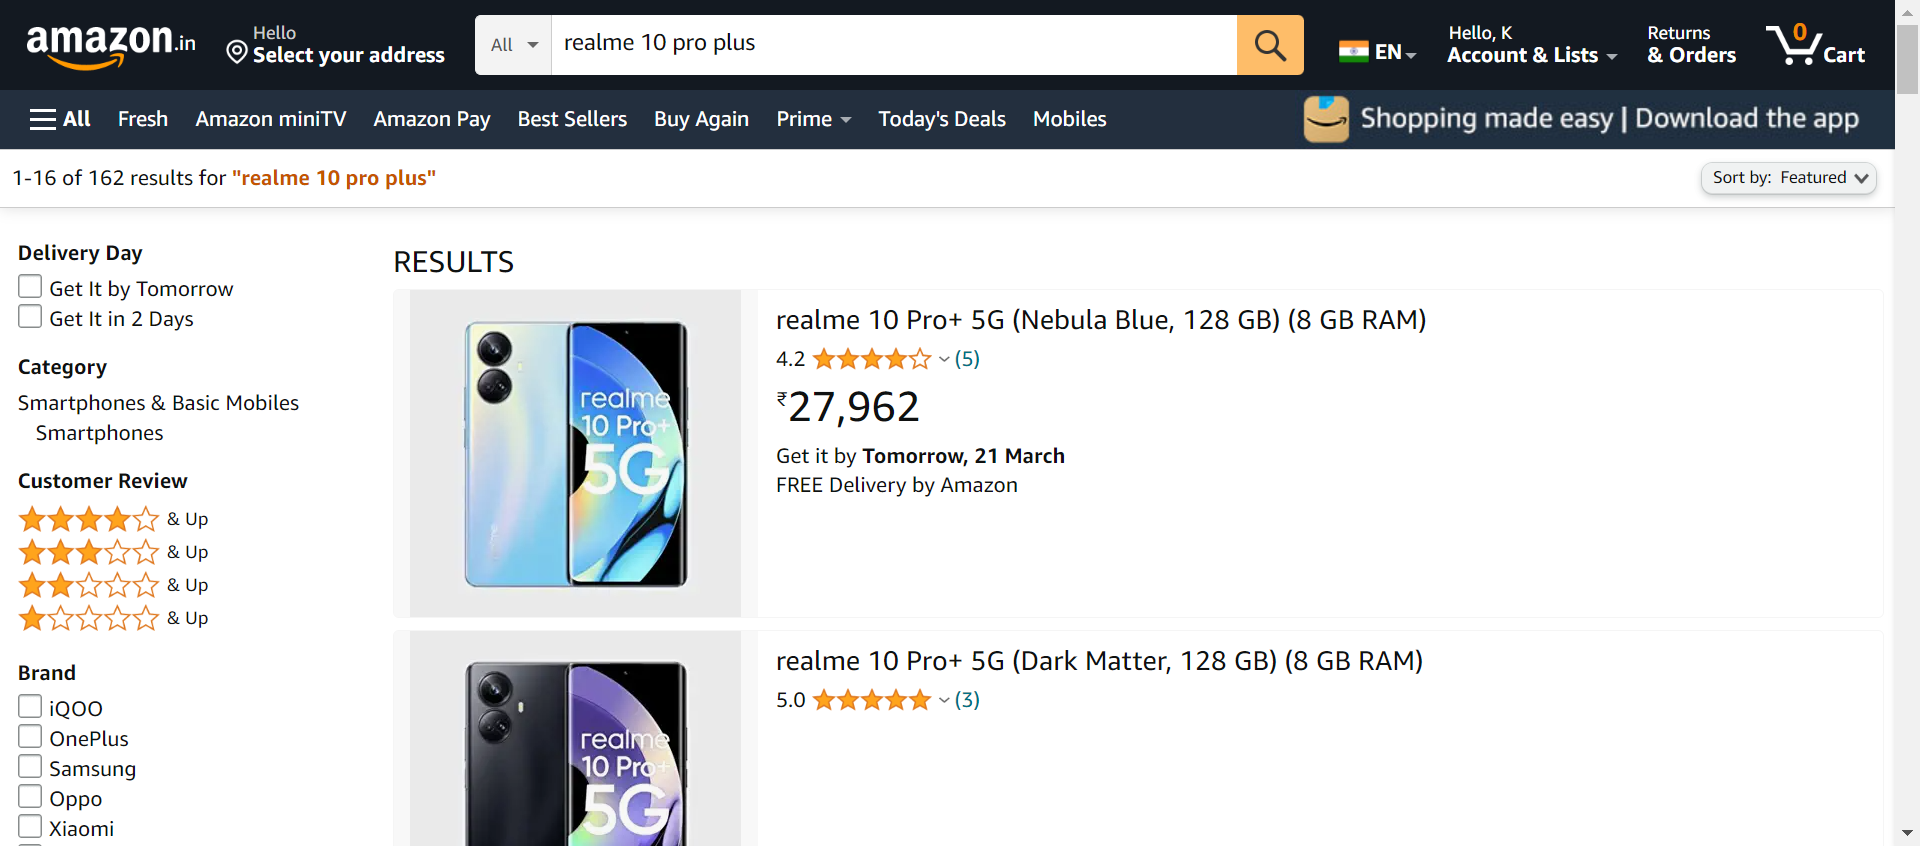 amazon.in
Hello
Select your address
All
realme 10 pro plus
EN
Hello, K
Account & Lists
Returns
& Orders
0
Cart
All
Fresh
Amazon miniTV
Amazon Pay
Best Sellers
Buy Again
Prime
Today's Deals
Mobiles
Shopping made easy | Download the app
1-16 of 162 results for "realme 10 pro plus"
Sort by: Featured
Delivery Day
Get It by Tomorrow
Get It in 2 Days
Category
Smartphones & Basic Mobiles
Smartphones
Customer Review
& Up
& Up
& Up
& Up
Brand
iQOO
OnePlus
Samsung
Oppo
Xiaomi
RESULTS
realme
10 Pro+
5G
realme
realme 10 Pro+ 5G (Nebula Blue, 128 GB) (8 GB RAM)
4.2 (5)
₹27,962
Get it by Tomorrow, 21 March
FREE Delivery by Amazon
realme
10 Pro+
5G
realme 10 Pro+ 5G (Dark Matter, 128 GB) (8 GB RAM)
5.0 (3)